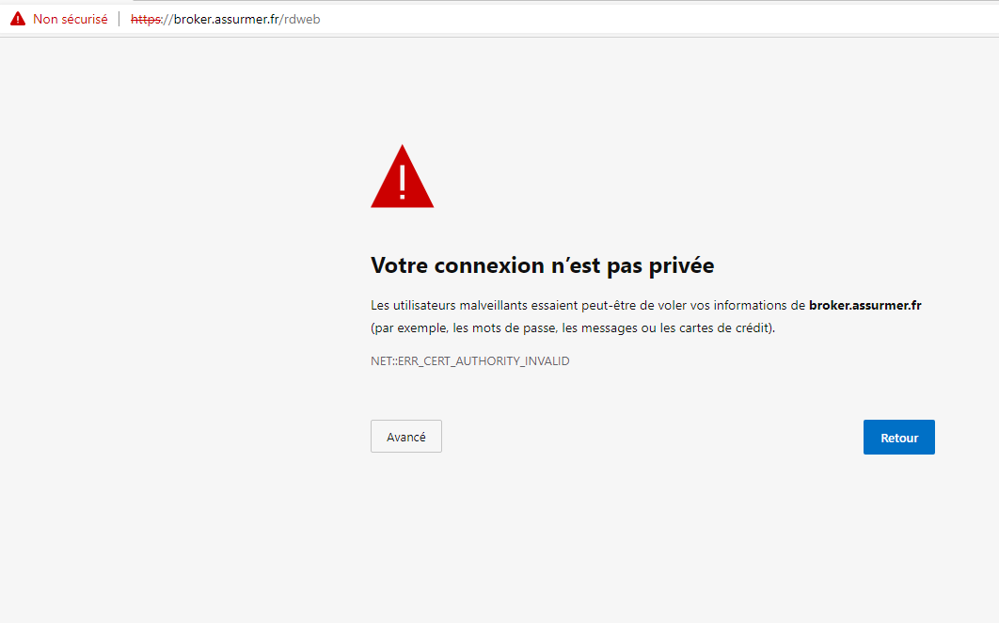 Non sécurisé | https://broker.assurmer.fr/rdweb
Votre connexion n’est pas privée
Les utilisateurs malveillants essaient peut-être de voler vos informations de broker.assurmer.fr
(par exemple, les mots de passe, les messages ou les cartes de crédit).
NET::ERR_CERT_AUTHORITY_INVALID
Avancé
Retour